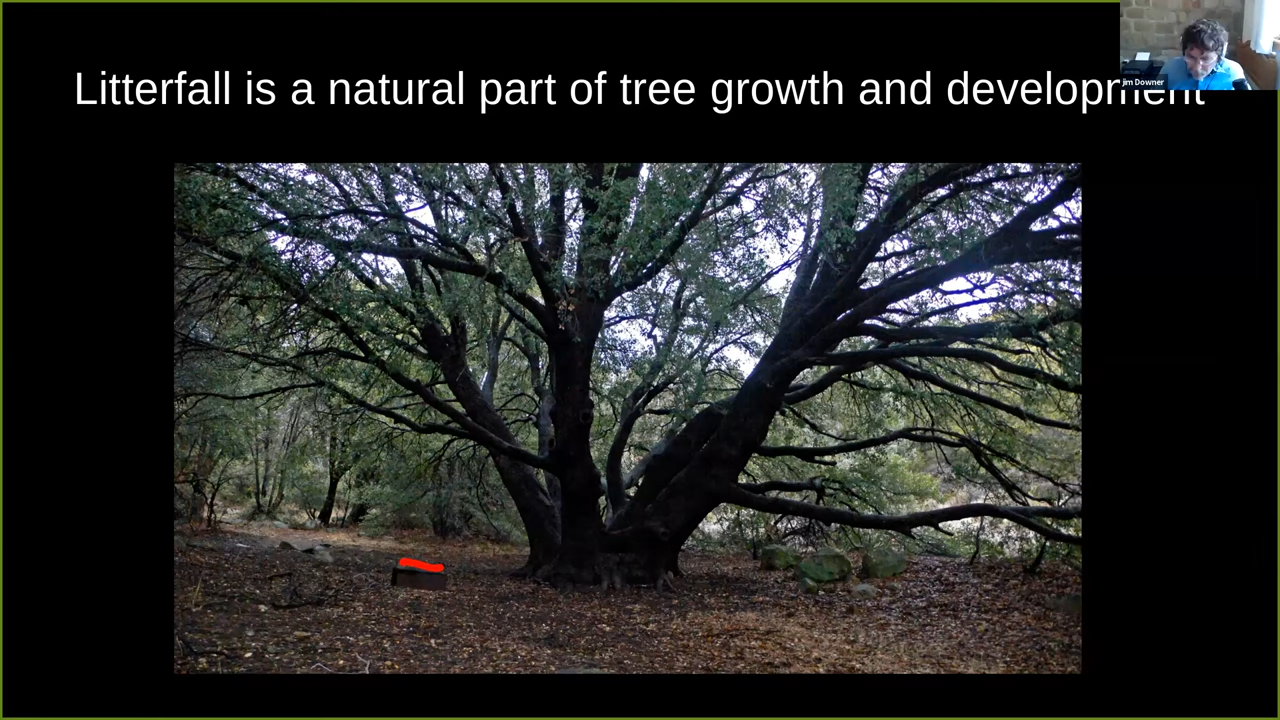 Litterfall is a natural part of tree growth and development
Jim Downer